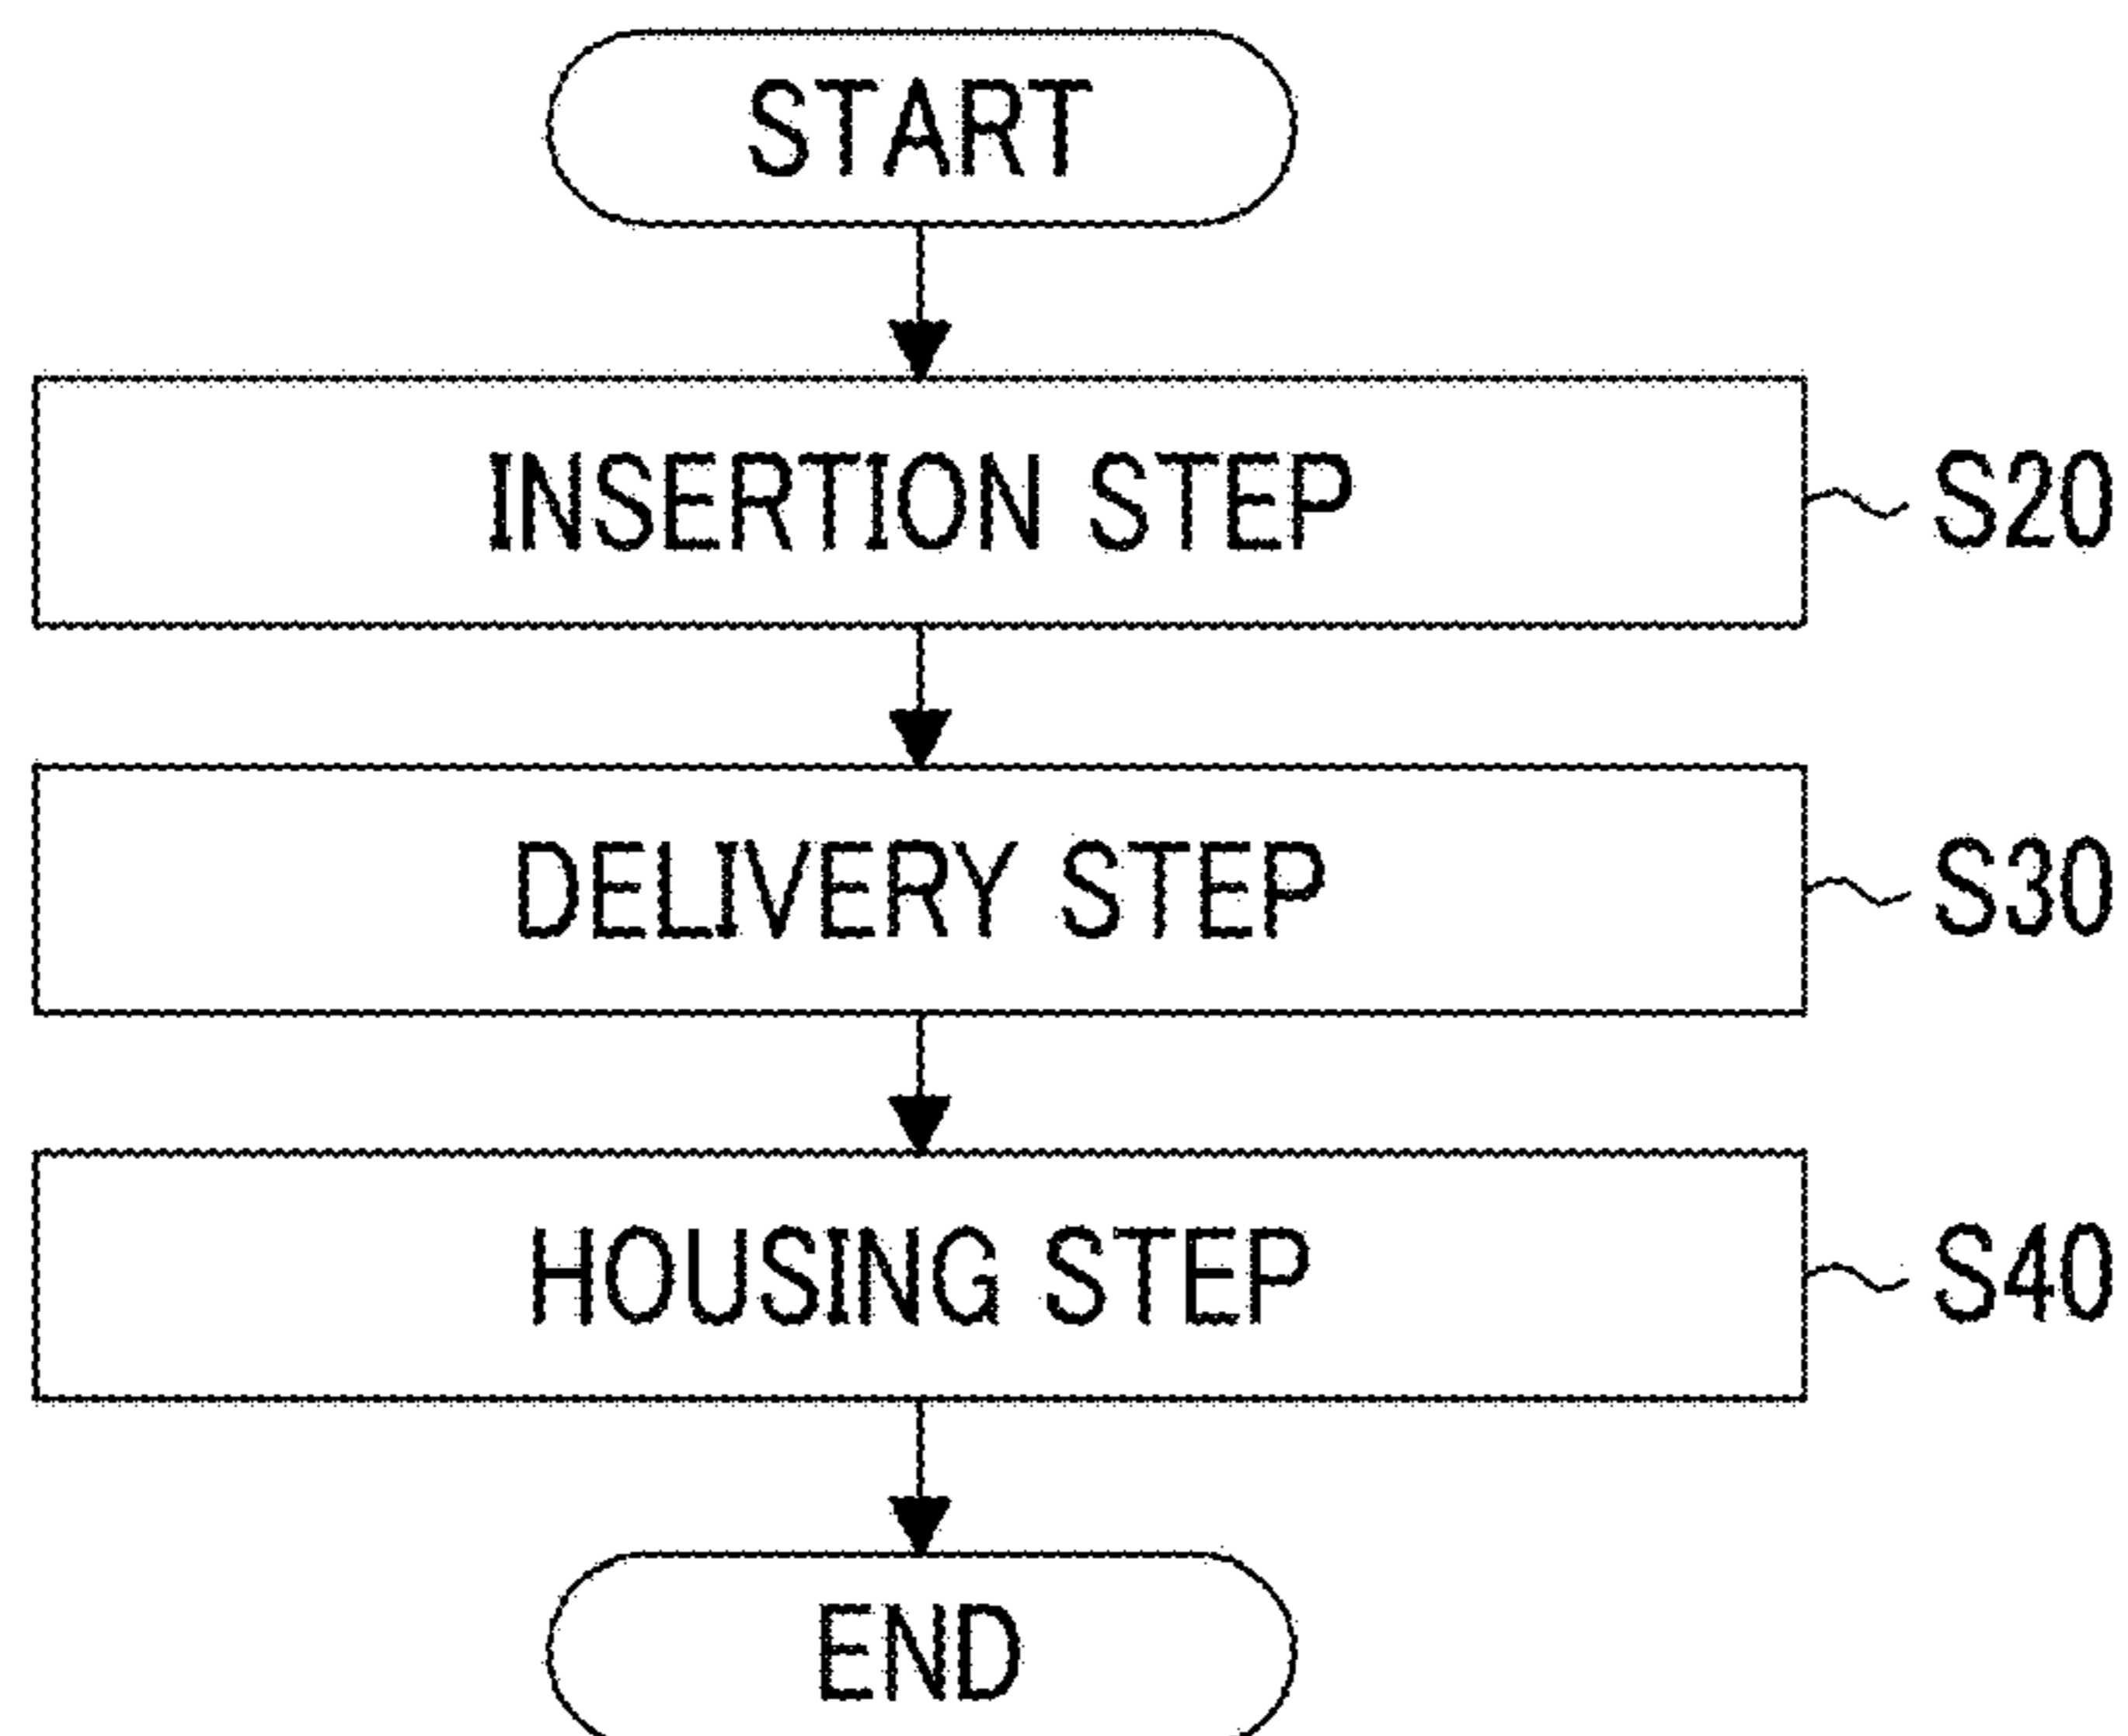 START
INSERTION STEP S20
DELIVERY STEP S30
HOUSING STEP S40
END